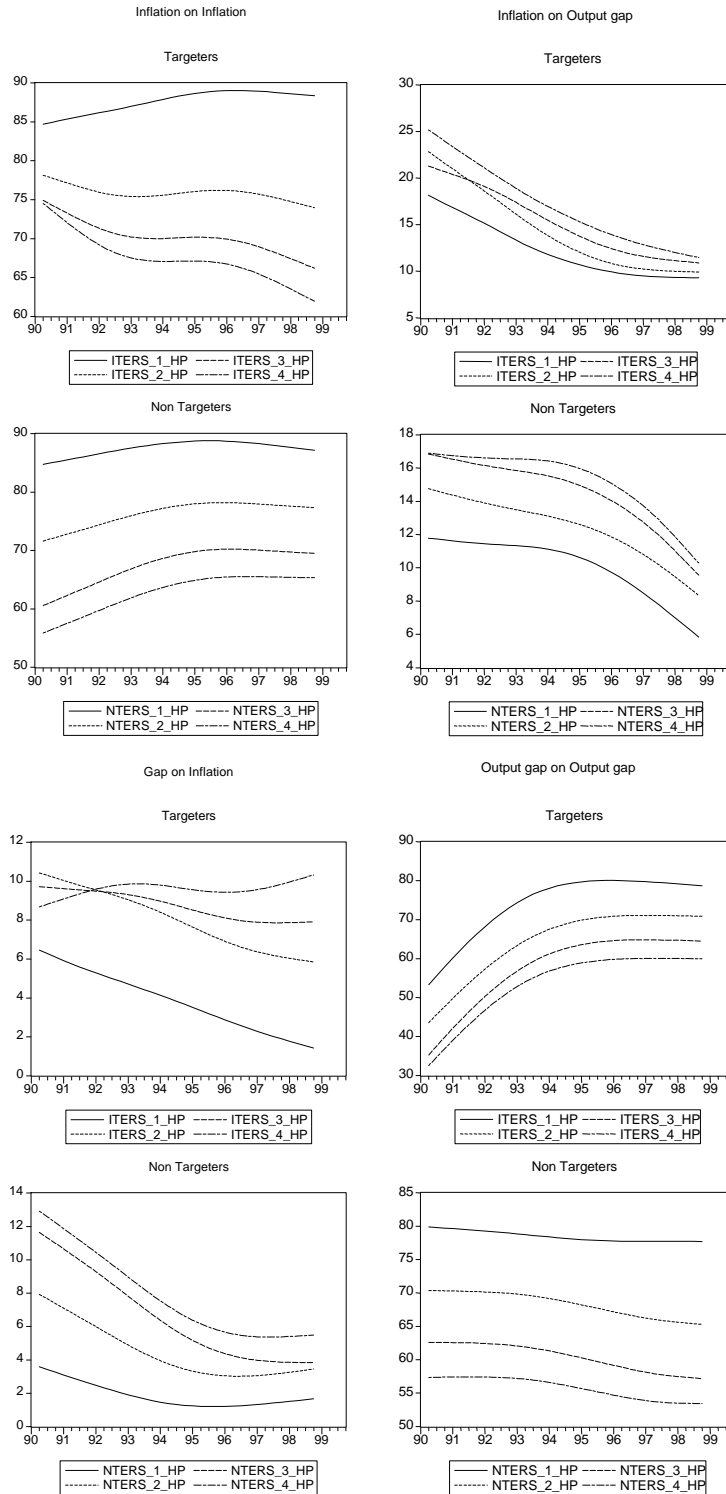 Inflation on Inflation
Targeters
90
85
80
75
70
65
60
90 91 92 93 94 95 96 97 98 99
ITERS_1_HP ITERS_3_HP
ITERS_2_HP ITERS_4_HP
Inflation on Output gap
Targeters
30
25
20
15
10
5
90 91 92 93 94 95 96 97 98 99
ITERS_1_HP ITERS_3_HP
ITERS_2_HP ITERS_4_HP
Non Targeters
90
80
70
60
50
90 91 92 93 94 95 96 97 98 99
NTERS_1_HP NTERS_3_HP
NTERS_2_HP NTERS_4_HP
Non Targeters
18
16
14
12
10
8
6
4
90 91 92 93 94 95 96 97 98 99
NTERS_1_HP NTERS_3_HP
NTERS_2_HP NTERS_4_HP
Gap on Inflation
Targeters
12
10
8
6
4
2
0
90 91 92 93 94 95 96 97 98 99
ITERS_1_HP ITERS_3_HP
ITERS_2_HP ITERS_4_HP
Output gap on Output gap
Targeters
90
80
70
60
50
40
30
90 91 92 93 94 95 96 97 98 99
ITERS_1_HP ITERS_3_HP
ITERS_2_HP ITERS_4_HP
Non Targeters
14
12
10
8
6
4
2
0
90 91 92 93 94 95 96 97 98 99
NTERS_1_HP NTERS_3_HP
NTERS_2_HP NTERS_4_HP
Non Targeters
85
80
75
70
65
60
55
50
90 91 92 93 94 95 96 97 98 99
NTERS_1_HP NTERS_3_HP
NTERS_2_HP NTERS_4_HP